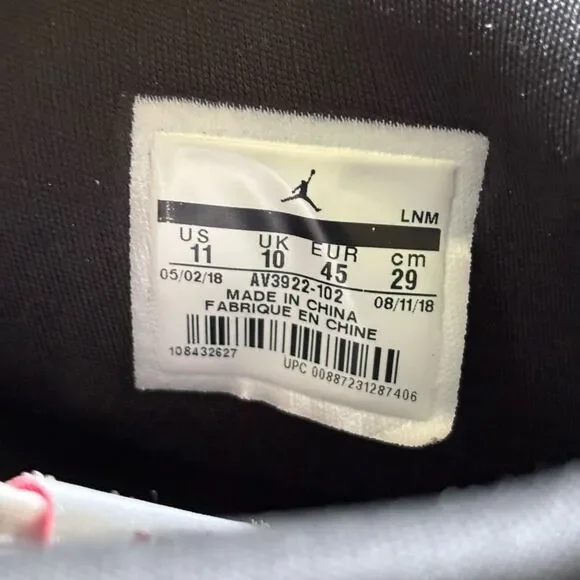 LNM
US UK EUR cm
11 10 45 29
05/02/18 AV3922-102 08/11/18
MADE IN CHINA
FABRIQUE EN CHINE
108432627 UPC 00887231287406